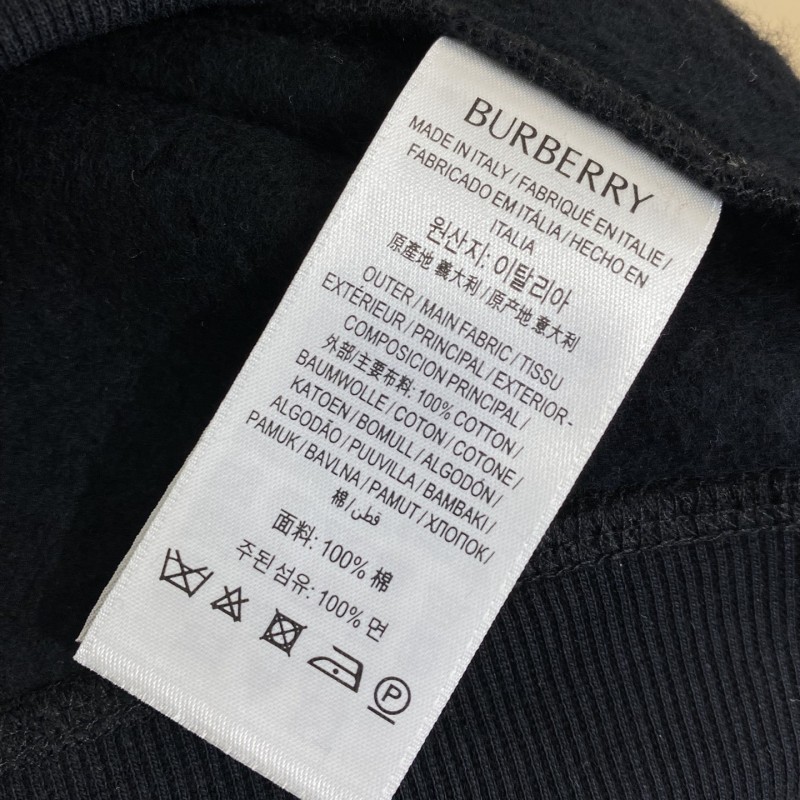 BURBERRY
MADE IN ITALY / FABRIQUÉ EN ITALIE /
FABRICADO EM ITÁLIA / HECHO EN
ITALIA
원산지: 이탈리아
原產地 義大利 / 原产地 意大利
OUTER / MAIN FABRIC / TISSU
EXTÉRIEUR / PRINCIPAL / EXTERIOR-
COMPOSICION PRINCIPAL /
外部/主要布料: 100% COTTON /
BAUMWOLLE / COTON / COTONE /
KATOEN / BOMULL / ALGODÓN /
ALGODÃO / PUUVILLA / BAMBAKI /
PAMUK / BAVLNA / PAMUT / ХЛОПОК /
棉 / قطن /
面料: 100% 棉
주된 섬유: 100% 면
P